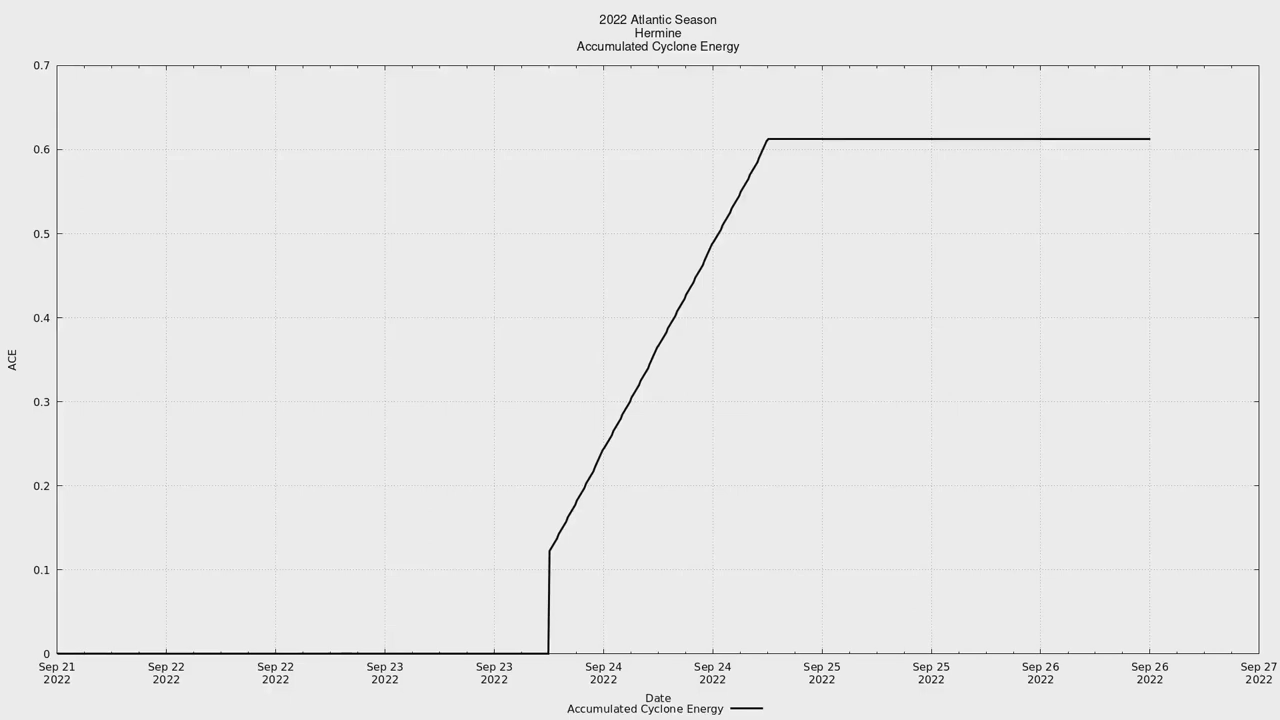 2022 Atlantic Season
Hermine
Accumulated Cyclone Energy
0.7
0.6
0.5
0.4
0.3
0.2
0.1
0
ACE
Sep 21 Sep 22 Sep 22 Sep 23 Sep 23 Sep 24 Sep 24 Sep 25 Sep 25 Sep 26 Sep 26 Sep 27
2022 2022 2022 2022 2022 2022 2022 2022 2022 2022 2022 2022
Date
Accumulated Cyclone Energy